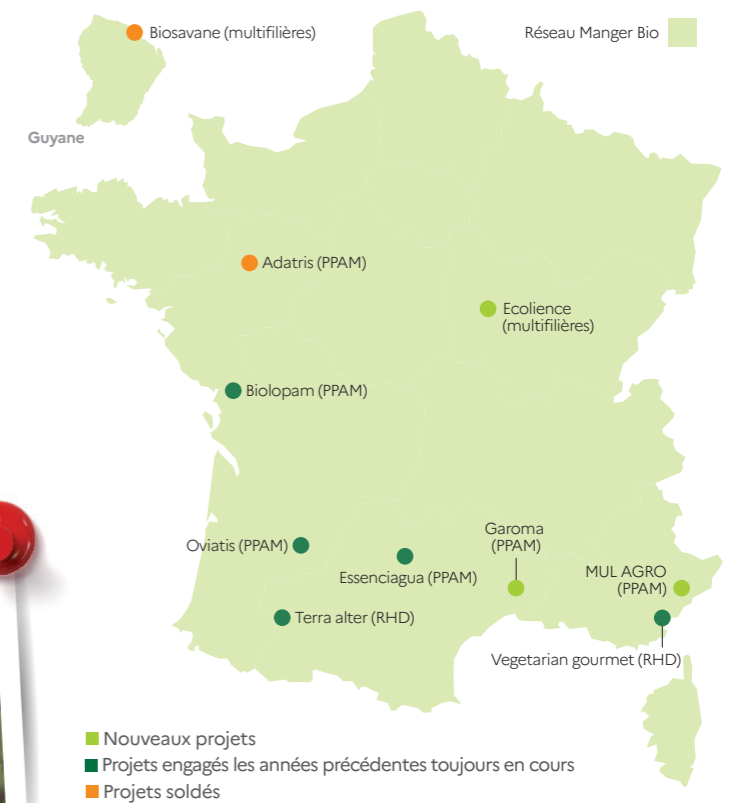 Biosavane (multifilières)
Réseau Manger Bio
Guyane
Adatris (PPAM)
Ecolience
(multifilières)
Biolopam (PPAM)
Garoma
(PPAM)
Oviatis (PPAM)
Essenciagua (PPAM)
MUL AGRO
(PPAM)
Terra alter (RHD)
Vegetarian gourmet (RHD)
Nouveaux projets
Projets engagés les années précédentes toujours en cours
Projets soldés